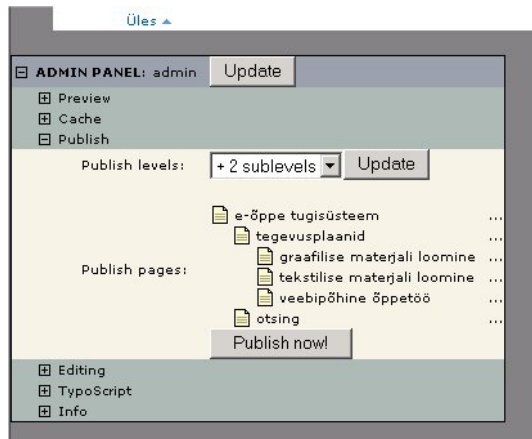 Üles
ADMIN PANEL: admin Update
Preview
Cache
Publish
Publish levels: + 2 sublevels Update
e-õppe tugisüsteem ...
tegevusplaanid ...
graafilise materjali loomine ...
Publish pages: tekstilise materjali loomine ...
veebipõhine õppetöö ...
otsing ...
Publish now!
Editing
TypoScript
Info